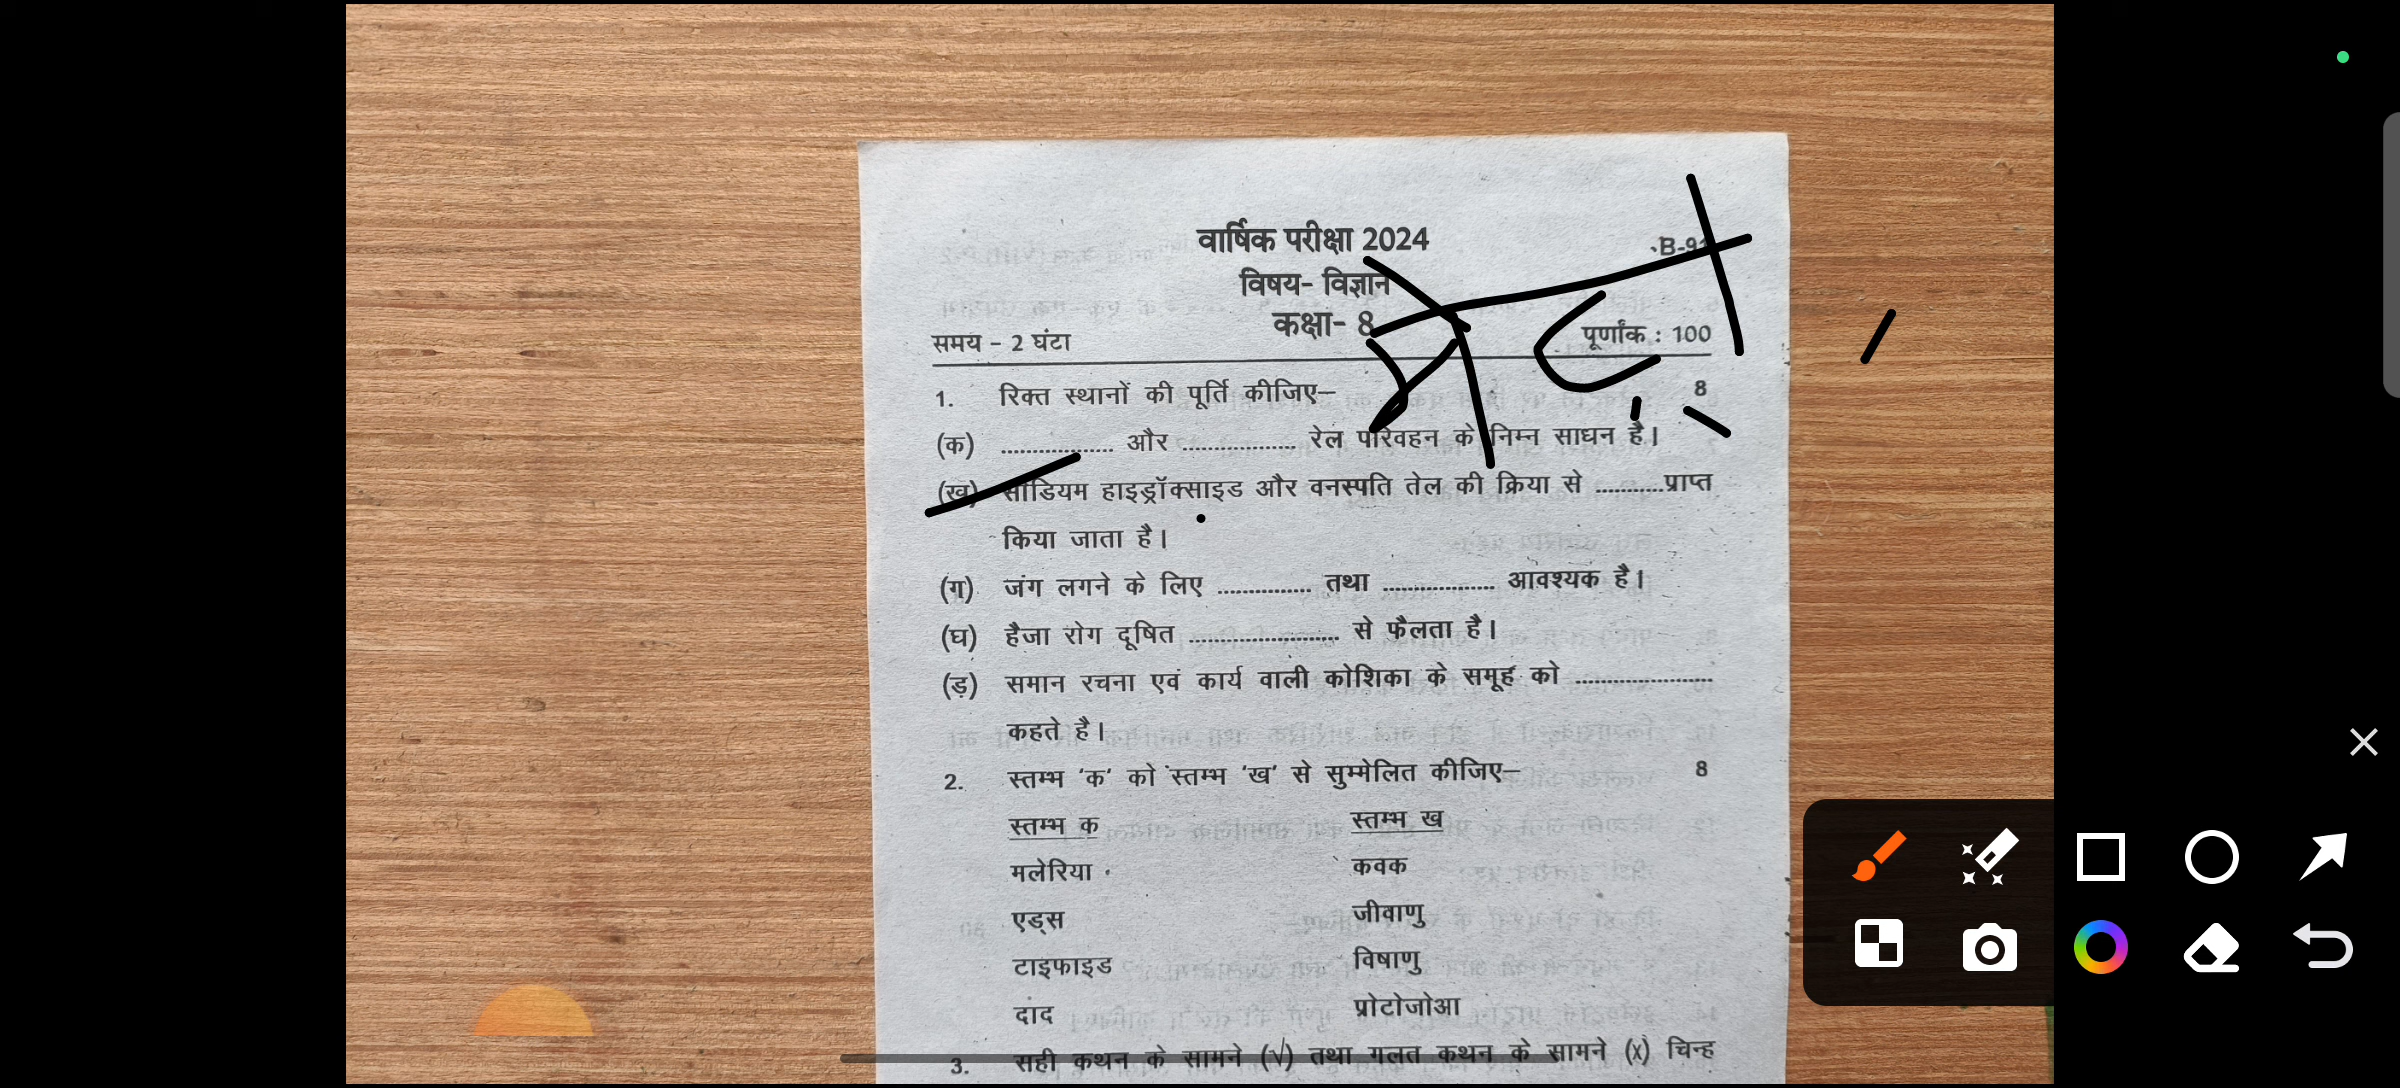 वार्षिक परीक्षा 2024
विषय- विज्ञान
कक्षा- 8
समय - 2 घंटा
पूर्णांक : 100
1. रिक्त स्थानों की पूर्ति कीजिए– 8
(क) ................ और ................ रेल परिवहन के निम्न साधन है।
(ख) सोडियम हाइड्रॉक्साइड और वनस्पति तेल की क्रिया से ...........प्राप्त
किया जाता है।
(ग) जंग लगने के लिए .............. तथा ................ आवश्यक है।
(घ) हैजा रोग दूषित ...................... से फैलता है।
(ड़) समान रचना एवं कार्य वाली कोशिका के समूह को ....................
कहते है।
2. स्तम्भ 'क' को स्तम्भ 'ख' से सुम्मेलित कीजिए– 8
स्तम्भ क स्तम्भ ख
मलेरिया कवक
एड्स जीवाणु
टाइफाइड विषाणु
दाद प्रोटोजोआ
3. सही कथन के सामने (√) तथा गलत कथन के सामने (x) चिन्ह